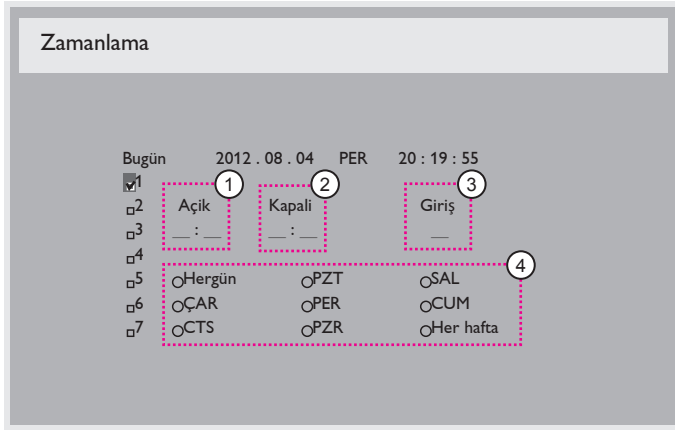 Zamanlama
Bugün 2012 . 08 . 04 PER 20 : 19 : 55
1
1 2 3
2 Açik Kapali Giriş
3 __ : __ __ : __ __
4
4
5 Hergün PZT SAL
6 ÇAR PER CUM
7 CTS PZR Her hafta